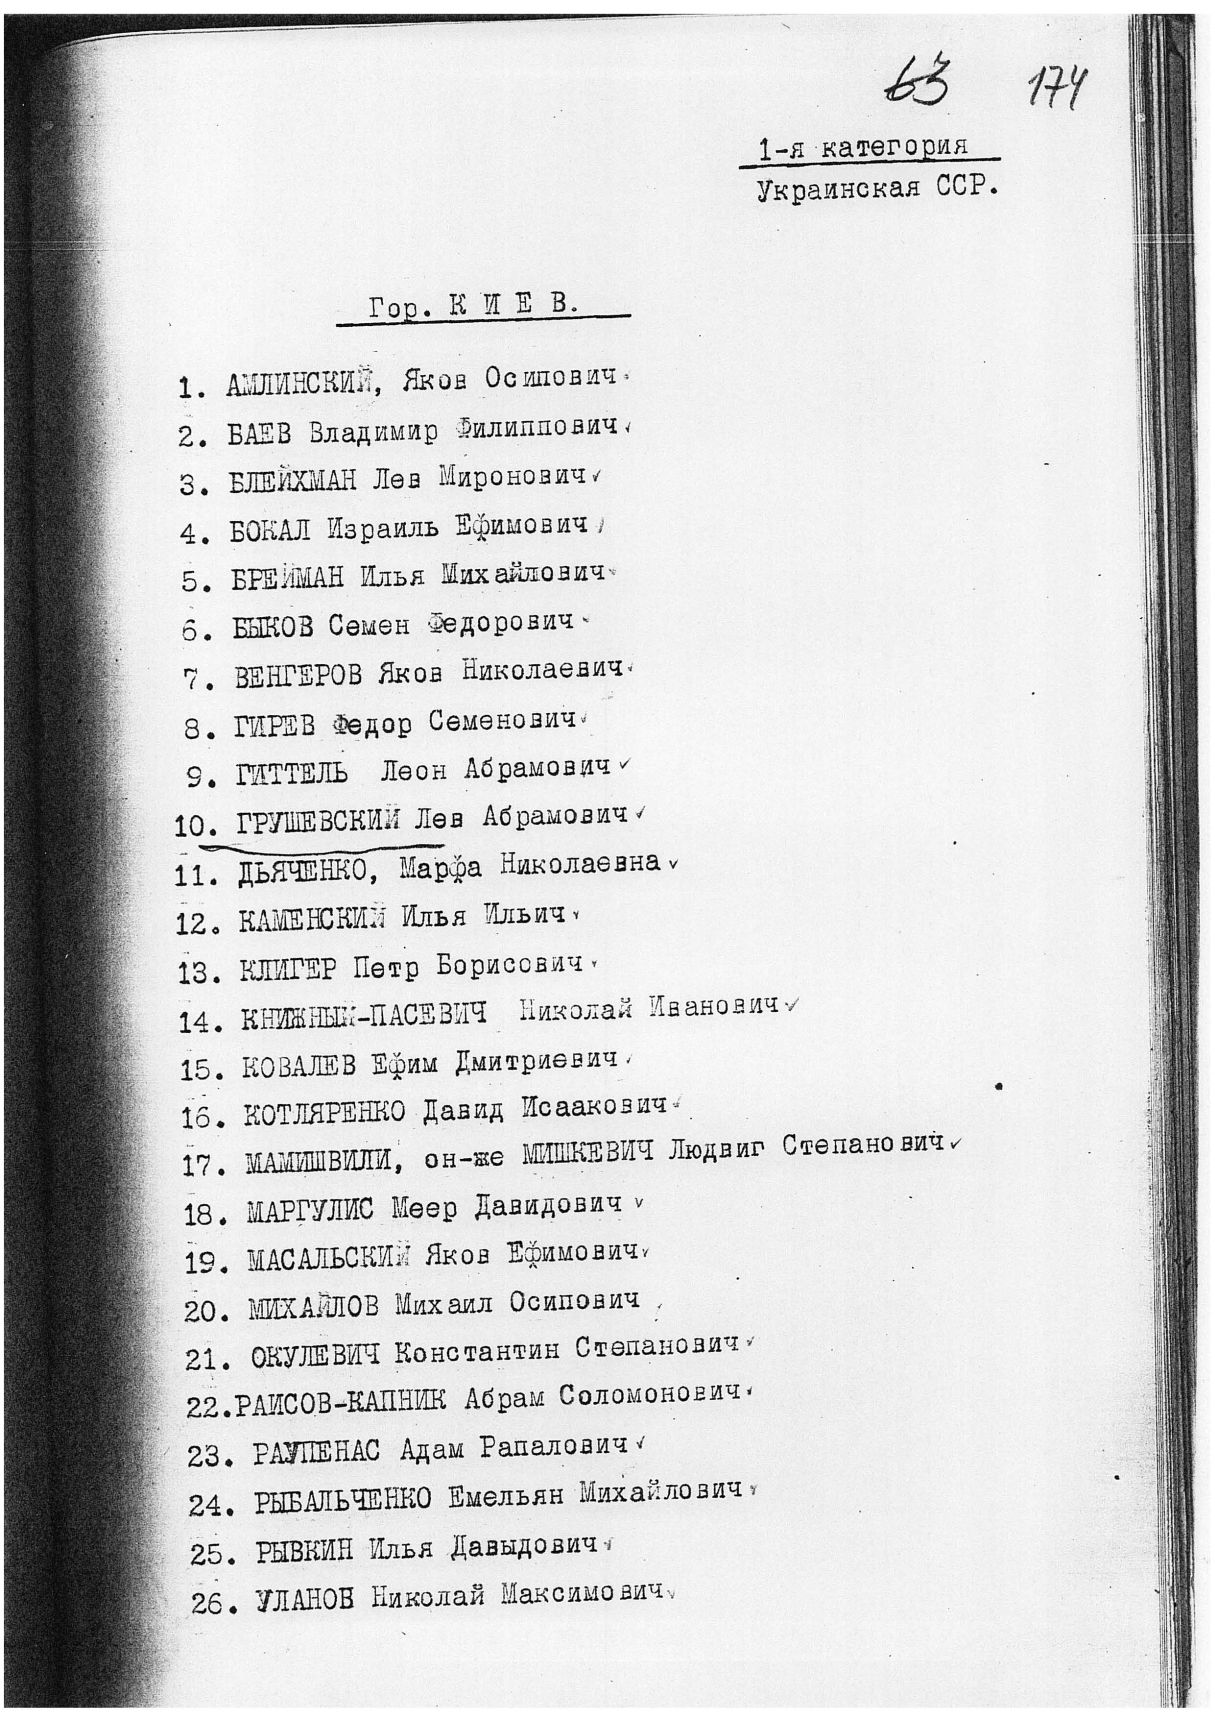 63 174
1-я категория
Украинская ССР.
Гор. К И Е В.
1. АМЛИНСКИЙ, Яков Осипович
2. БАЕВ Владимир Филиппович
3. БЛЕЙХМАН Лев Миронович
4. БОКАЛ Израиль Ефимович
5. БРЕЙМАН Илья Михайлович
6. БЫКОВ Семен Федорович
7. ВЕНГЕРОВ Яков Николаевич
8. ГИРЕВ Федор Семенович
9. ГИТТЕЛЬ Леон Абрамович
10. ГРУШЕВСКИЙ Лев Абрамович
11. ДЬЯЧЕНКО, Марфа Николаевна
12. КАМЕНСКИЙ Илья Ильич
13. КЛИГЕР Петр Борисович
14. КНИЖНЫЙ-ПАСЕВИЧ Николай Иванович
15. КОВАЛЕВ Ефим Дмитриевич
16. КОТЛЯРЕНКО Давид Исаакович
17. МАМИШВИЛИ, он-же МИШКЕВИЧ Людвиг Степанович
18. МАРГУЛИС Меер Давидович
19. МАСАЛЬСКИЙ Яков Ефимович
20. МИХАЙЛОВ Михаил Осипович
21. ОКУЛЕВИЧ Константин Степанович
22.РАИСОВ-КАПНИК Абрам Соломонович
23. РАУПЕНАС Адам Рапалович
24. РЫБАЛЬЧЕНКО Емельян Михайлович
25. РЫВКИН Илья Давыдович
26. УЛАНОВ Николай Максимович